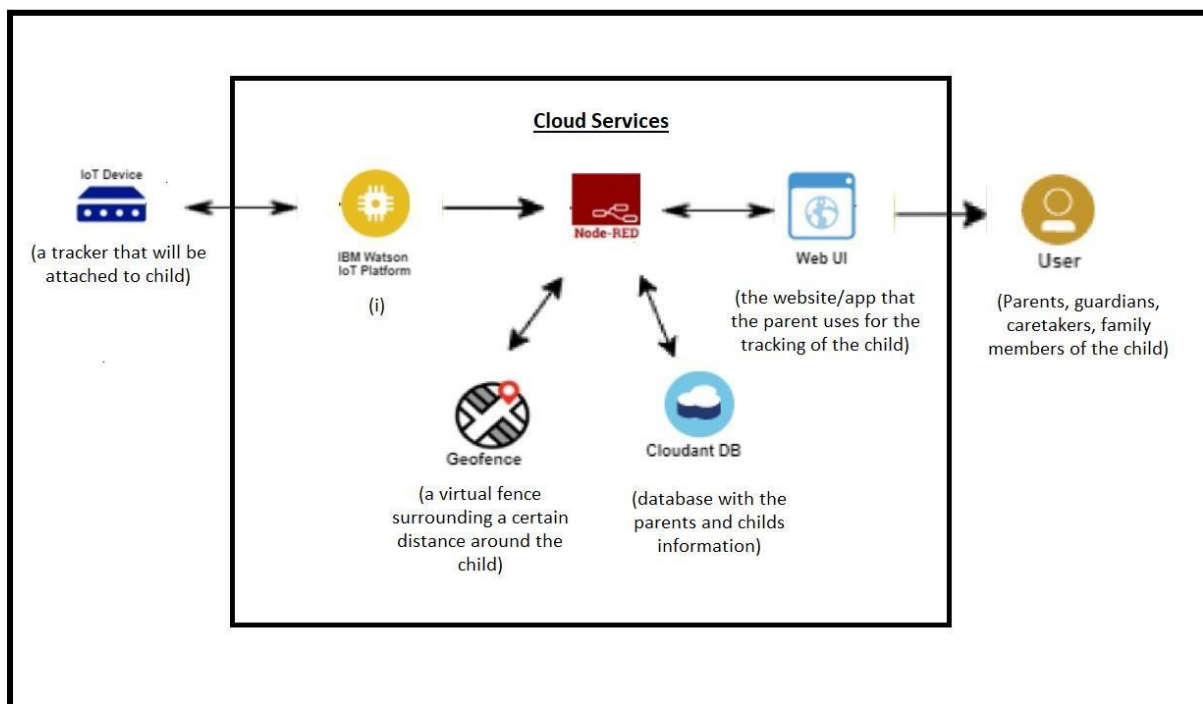 Cloud Services
IoT Device
(a tracker that will be
attached to child)
IBM Watson
IoT Platform
(i)
Node-RED
Web UI
(the website/app that
the parent uses for the
tracking of the child)
User
(Parents, guardians,
caretakers, family
members of the child)
Geofence
(a virtual fence
surrounding a certain
distance around the
child)
Cloudant DB
(database with the
parents and childs
information)